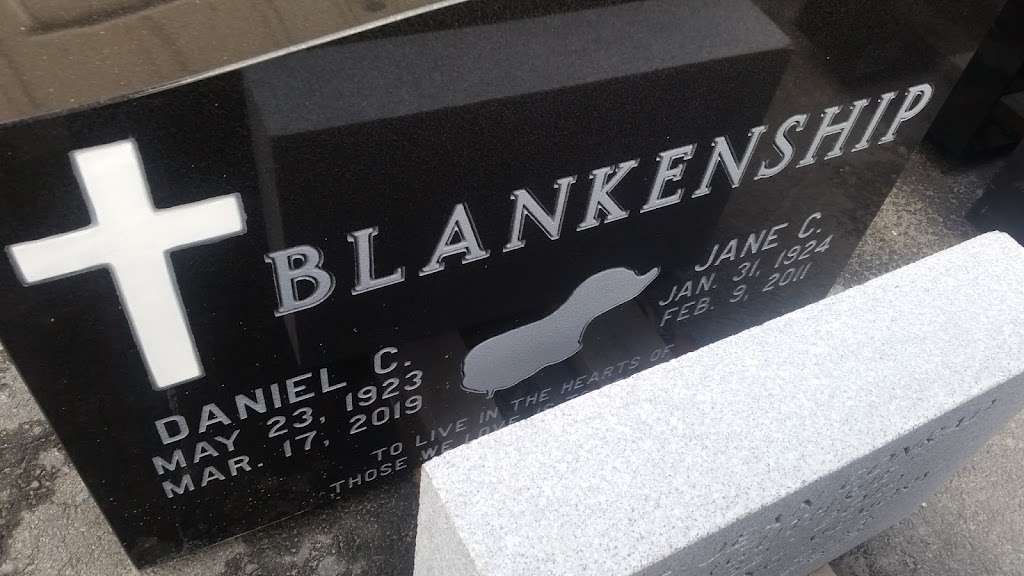 BLANKENSHIP
DANIEL C.
MAY 23, 1923
MAR. 17, 2019
JANE C.
JAN. 31, 1924
FEB. 9, 2011
TO LIVE IN THE HEARTS OF
THOSE WE LOVE